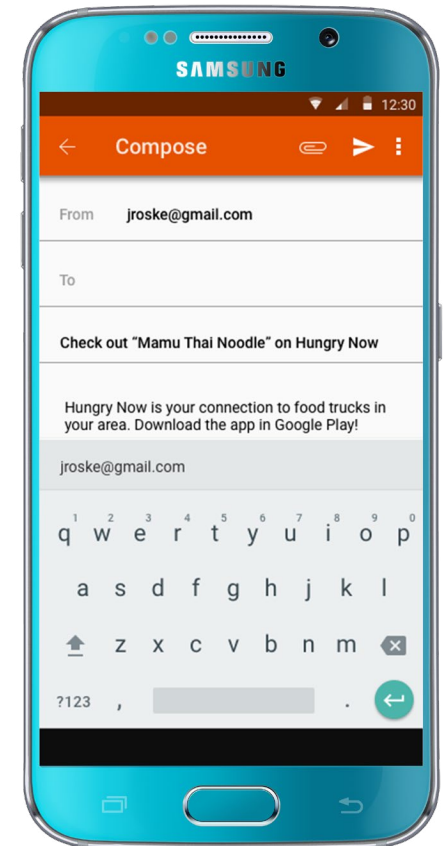 SAMSUNG
12:30
Compose
From jroske@gmail.com
To
Check out “Mamu Thai Noodle” on Hungry Now
Hungry Now is your connection to food trucks in
your area. Download the app in Google Play!
jroske@gmail.com
1 2 3 4 5 6 7 8 9 0
q w e r t y u i o p
a s d f g h j k l
z x c v b n m
?123 , .